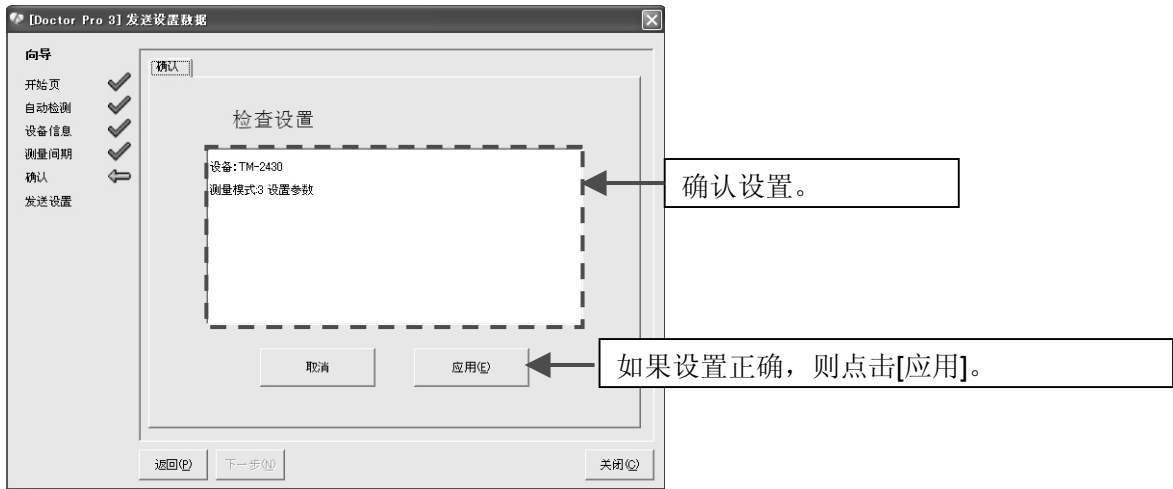 [Doctor Pro 3] 发送设置数据
向导
开始页
自动检测
设备信息
测量间期
确认
发送设置
确认
检查设置
设备:TM-2430
测量模式:3 设置参数
确认设置。
取消
应用(E)
如果设置正确，则点击[应用]。
返回(P)
下一步(N)
关闭(C)